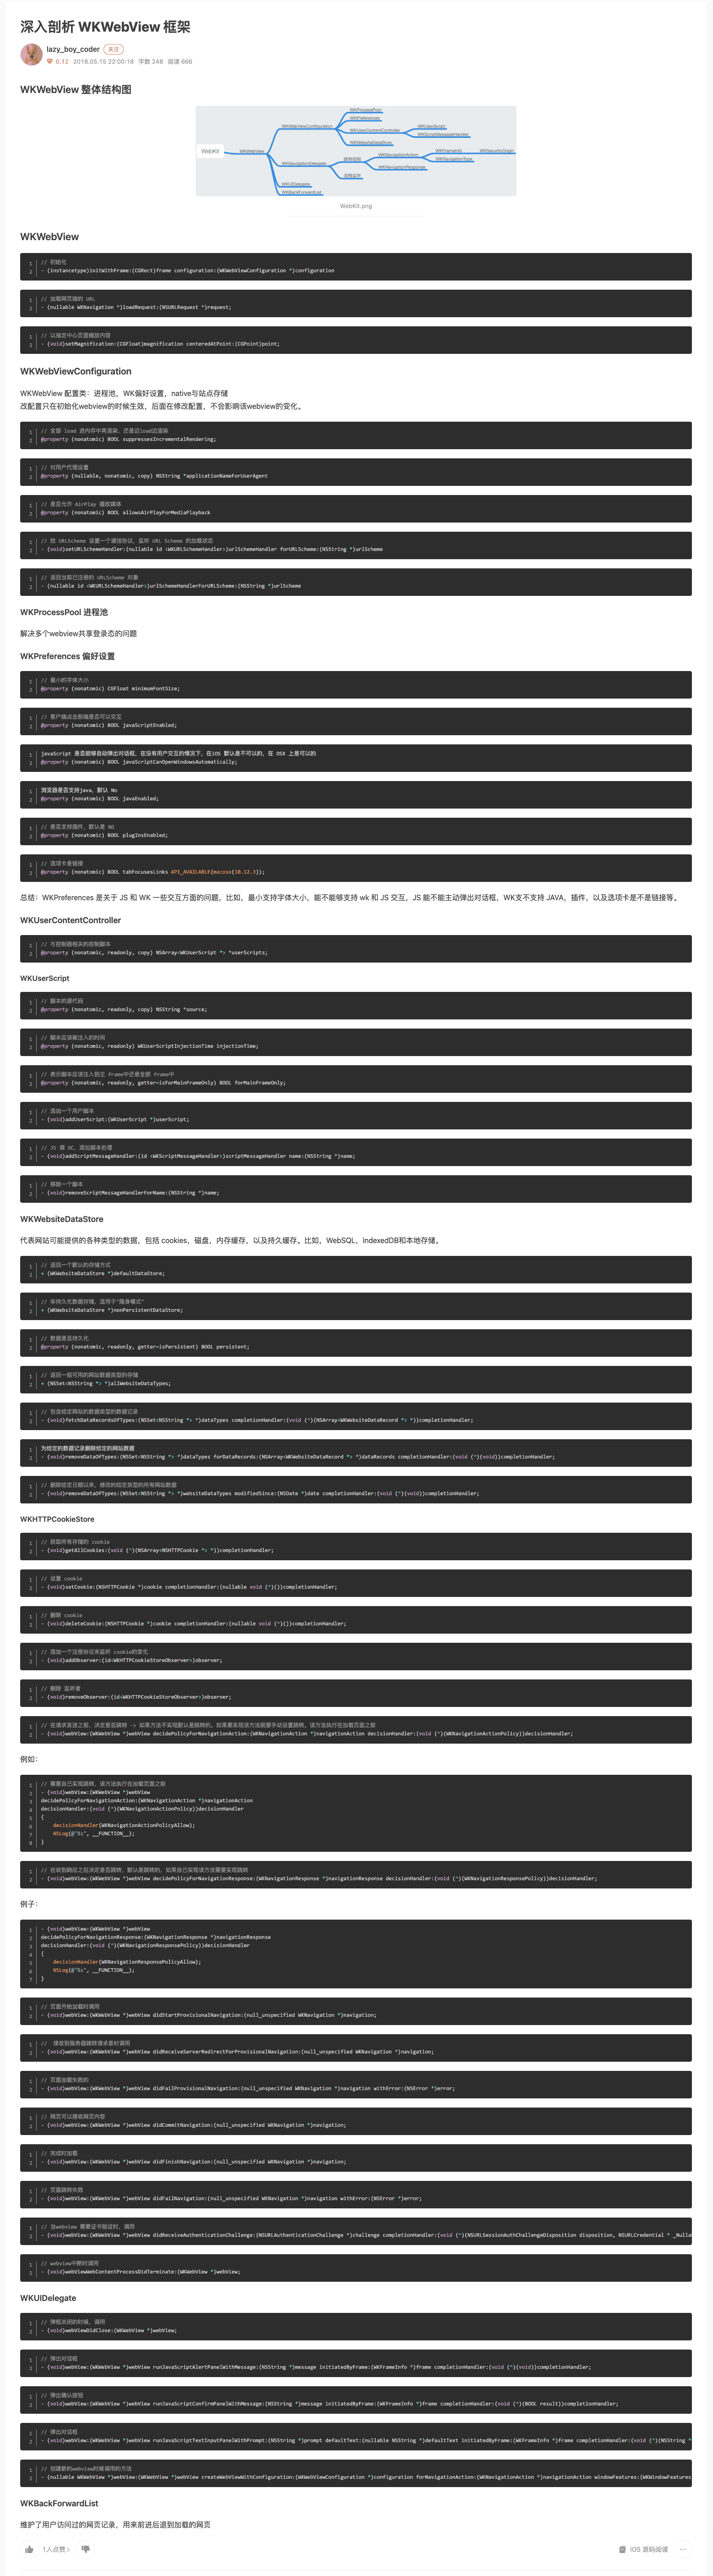 深入剖析 WKWebView 框架
lazy_boy_coder 关注
0.12 2018.05.15 22:00:18 字数 248 阅读 666
WKWebView 整体结构图
WebKit
WKWebView
WKWebViewConfiguration
WKProcessPool
WKPreferences
WKUserContentController
WKUserScript
WKScriptMessageHandler
WKWebsiteDataStore
WKNavigationDelegate
跳转控制
WKNavigationAction
WKFrameInfo
WKSecurityOrigin
WKNavigationType
WKNavigationResponse
流程监听
WKUIDelegate
WKBackForwardList
WebKit.png
WKWebView
1 // 初始化
2 - (instancetype)initWithFrame:(CGRect)frame configuration:(WKWebViewConfiguration *)configuration
1 // 加载网页端的 URL
2 - (nullable WKNavigation *)loadRequest:(NSURLRequest *)request;
1 // 以指定中心页面缩放内容
2 - (void)setMagnification:(CGFloat)magnification centeredAtPoint:(CGPoint)point;
WKWebViewConfiguration
WKWebView 配置类：进程池，WK偏好设置，native与站点存储
改配置只在初始化webview的时候生效，后面在修改配置，不会影响该webview的变化。
1 // 全部 load 进内存中再渲染，还是边load边渲染
2 @property (nonatomic) BOOL suppressesIncrementalRendering;
1 // 对用户代理设置
2 @property (nullable, nonatomic, copy) NSString *applicationNameForUserAgent
1 // 是否允许 AirPlay 播放媒体
2 @property (nonatomic) BOOL allowsAirPlayForMediaPlayback
1 // 给 URLScheme 设置一个通信协议，监听 URL Scheme 的加载状态
2 - (void)setURLSchemeHandler:(nullable id <WKURLSchemeHandler>)urlSchemeHandler forURLScheme:(NSString *)urlScheme
1 // 返回当前已注册的 URLScheme 对象
2 - (nullable id <WKURLSchemeHandler>)urlSchemeHandlerForURLScheme:(NSString *)urlScheme
WKProcessPool 进程池
解决多个webview共享登录态的问题
WKPreferences 偏好设置
1 // 最小的字体大小
2 @property (nonatomic) CGFloat minimumFontSize;
1 // 客户端点击前端是否可以交互
2 @property (nonatomic) BOOL javaScriptEnabled;
1 javaScript 是否能够自动弹出对话框，在没有用户交互的情况下，在iOS 默认是不可以的，在 OSX 上是可以的
2 @property (nonatomic) BOOL javaScriptCanOpenWindowsAutomatically;
1 浏览器是否支持java，默认 No
2 @property (nonatomic) BOOL javaEnabled;
1 // 是否支持插件，默认是 NO
2 @property (nonatomic) BOOL plugInsEnabled;
1 // 选项卡是链接
2 @property (nonatomic) BOOL tabFocusesLinks API_AVAILABLE(macosx(10.12.3));
总结：WKPreferences 是关于 JS 和 WK 一些交互方面的问题，比如，最小支持字体大小，能不能够支持 wk 和 JS 交互，JS 能不能主动弹出对话框，WK支不支持 JAVA，插件，以及选项卡是不是链接等。
WKUserContentController
1 // 与控制器相关的控制脚本
2 @property (nonatomic, readonly, copy) NSArray<WKUserScript *> *userScripts;
WKUserScript
1 // 脚本的源代码
2 @property (nonatomic, readonly, copy) NSString *source;
1 // 脚本应该被注入的时间
2 @property (nonatomic, readonly) WKUserScriptInjectionTime injectionTime;
1 // 表示脚本应该注入到主 frame中还是全部 frame中
2 @property (nonatomic, readonly, getter=isForMainFrameOnly) BOOL forMainFrameOnly;
1 // 添加一个用户脚本
2 - (void)addUserScript:(WKUserScript *)userScript;
1 // JS 调 OC，添加脚本处理
2 - (void)addScriptMessageHandler:(id <WKScriptMessageHandler>)scriptMessageHandler name:(NSString *)name;
1 // 移除一个脚本
2 - (void)removeScriptMessageHandlerForName:(NSString *)name;
WKWebsiteDataStore
代表网站可能提供的各种类型的数据，包括 cookies，磁盘，内存缓存，以及持久缓存。比如，WebSQL，IndexedDB和本地存储。
1 // 返回一个默认的存储方式
2 + (WKWebsiteDataStore *)defaultDataStore;
1 // 非持久化数据存储，适用于"隐身模式"
2 + (WKWebsiteDataStore *)nonPersistentDataStore;
1 // 数据是否持久化
2 @property (nonatomic, readonly, getter=isPersistent) BOOL persistent;
1 // 返回一组可用的网站数据类型的存储
2 + (NSSet<NSString *> *)allWebsiteDataTypes;
1 // 包含给定网站的数据类型的数据记录
2 - (void)fetchDataRecordsOfTypes:(NSSet<NSString *> *)dataTypes completionHandler:(void (^)(NSArray<WKWebsiteDataRecord *> *))completionHandler;
1 为给定的数据记录删除给定的网站数据
2 - (void)removeDataOfTypes:(NSSet<NSString *> *)dataTypes forDataRecords:(NSArray<WKWebsiteDataRecord *> *)dataRecords completionHandler:(void (^)(void))completionHandler;
1 // 删除给定日期以来，修改的给定类型的所有网站数据
2 - (void)removeDataOfTypes:(NSSet<NSString *> *)websiteDataTypes modifiedSince:(NSDate *)date completionHandler:(void (^)(void))completionHandler;
WKHTTPCookieStore
1 // 获取所有存储的 cookie
2 - (void)getAllCookies:(void (^)(NSArray<NSHTTPCookie *> *))completionHandler;
1 // 设置 cookie
2 - (void)setCookie:(NSHTTPCookie *)cookie completionHandler:(nullable void (^)())completionHandler;
1 // 删除 cookie
2 - (void)deleteCookie:(NSHTTPCookie *)cookie completionHandler:(nullable void (^)())completionHandler;
1 // 添加一个注册协议来监听 cookie的变化
2 - (void)addObserver:(id<WKHTTPCookieStoreObserver>)observer;
1 // 删除 监听者
2 - (void)removeObserver:(id<WKHTTPCookieStoreObserver>)observer;
1 // 在请求发送之前，决定是否跳转 -> 如果方法不实现默认是跳转的。如果要实现该方法就要手动设置跳转。该方法执行在加载页面之前
2 - (void)webView:(WKWebView *)webView decidePolicyForNavigationAction:(WKNavigationAction *)navigationAction decisionHandler:(void (^)(WKNavigationActionPolicy))decisionHandler;
例如：
1 // 需要自己实现跳转，该方法执行在加载页面之前
2 - (void)webView:(WKWebView *)webView
3 decidePolicyForNavigationAction:(WKNavigationAction *)navigationAction
4 decisionHandler:(void (^)(WKNavigationActionPolicy))decisionHandler
5 {
6 decisionHandler(WKNavigationActionPolicyAllow);
7 NSLog(@"%s", __FUNCTION__);
8 }
1 // 在收到响应之后决定是否跳转，默认是跳转的，如果自己实现该方法需要实现跳转
2 - (void)webView:(WKWebView *)webView decidePolicyForNavigationResponse:(WKNavigationResponse *)navigationResponse decisionHandler:(void (^)(WKNavigationResponsePolicy))decisionHandler;
例子：
1 - (void)webView:(WKWebView *)webView
2 decidePolicyForNavigationResponse:(WKNavigationResponse *)navigationResponse
3 decisionHandler:(void (^)(WKNavigationResponsePolicy))decisionHandler
4 {
5 decisionHandler(WKNavigationResponsePolicyAllow);
6 NSLog(@"%s", __FUNCTION__);
7 }
1 // 页面开始加载时调用
2 - (void)webView:(WKWebView *)webView didStartProvisionalNavigation:(null_unspecified WKNavigation *)navigation;
1 // 接收到服务器跳转请求重时调用
2 - (void)webView:(WKWebView *)webView didReceiveServerRedirectForProvisionalNavigation:(null_unspecified WKNavigation *)navigation;
1 // 页面加载失败的
2 - (void)webView:(WKWebView *)webView didFailProvisionalNavigation:(null_unspecified WKNavigation *)navigation withError:(NSError *)error;
1 // 网页可以接收网页内容
2 - (void)webView:(WKWebView *)webView didCommitNavigation:(null_unspecified WKNavigation *)navigation;
1 // 完成时加载
2 - (void)webView:(WKWebView *)webView didFinishNavigation:(null_unspecified WKNavigation *)navigation;
1 // 页面跳转失败
2 - (void)webView:(WKWebView *)webView didFailNavigation:(null_unspecified WKNavigation *)navigation withError:(NSError *)error;
1 // 当webview 需要证书验证时，调用
2 - (void)webView:(WKWebView *)webView didReceiveAuthenticationChallenge:(NSURLAuthenticationChallenge *)challenge completionHandler:(void (^)(NSURLSessionAuthChallengeDisposition disposition, NSURLCredential * _Nulla
1 // webview中断时调用
2 - (void)webViewWebContentProcessDidTerminate:(WKWebView *)webView;
WKUIDelegate
1 // 弹框关闭的时候，调用
2 - (void)webViewDidClose:(WKWebView *)webView;
1 // 弹出对话框
2 - (void)webView:(WKWebView *)webView runJavaScriptAlertPanelWithMessage:(NSString *)message initiatedByFrame:(WKFrameInfo *)frame completionHandler:(void (^)(void))completionHandler;
1 // 弹出确认按钮
2 - (void)webView:(WKWebView *)webView runJavaScriptConfirmPanelWithMessage:(NSString *)message initiatedByFrame:(WKFrameInfo *)frame completionHandler:(void (^)(BOOL result))completionHandler;
1 // 弹出对话框
2 - (void)webView:(WKWebView *)webView runJavaScriptTextInputPanelWithPrompt:(NSString *)prompt defaultText:(nullable NSString *)defaultText initiatedByFrame:(WKFrameInfo *)frame completionHandler:(void (^)(NSString *
1 // 创建新的webview时候调用的方法
2 - (nullable WKWebView *)webView:(WKWebView *)webView createWebViewWithConfiguration:(WKWebViewConfiguration *)configuration forNavigationAction:(WKNavigationAction *)navigationAction windowFeatures:(WKWindowFeatures
WKBackForwardList
维护了用户访问过的网页记录，用来前进后退到加载的网页
1人点赞 >
iOS 源码阅读